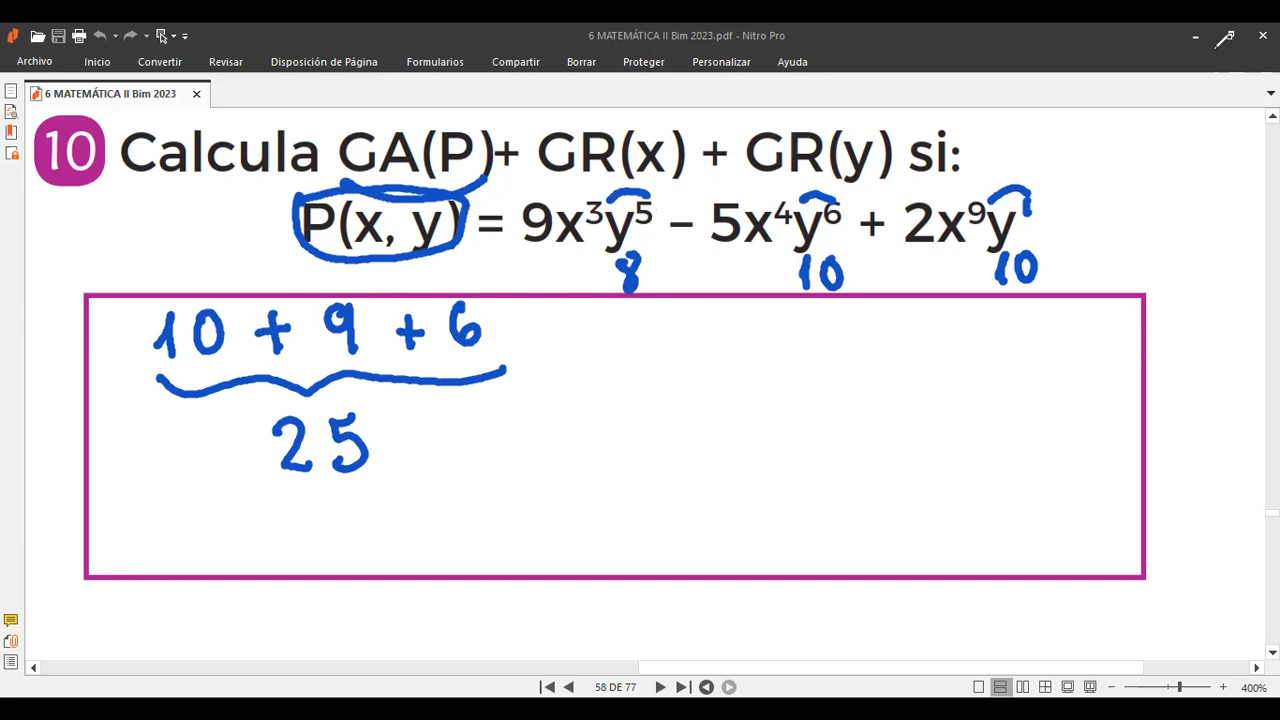 6 MATEMÁTICA II Bim 2023.pdf - Nitro Pro
Archivo Inicio Convertir Revisar Disposición de Página Formularios Compartir Borrar Proteger Personalizar Ayuda
6 MATEMÁTICA II Bim 2023
10 Calcula GA(P)+ GR(x) + GR(y) si:
P(x, y) = 9x³y⁵ – 5x⁴y⁶ + 2x⁹y
8 10 10
10 + 9 + 6
25
58 DE 77
400%